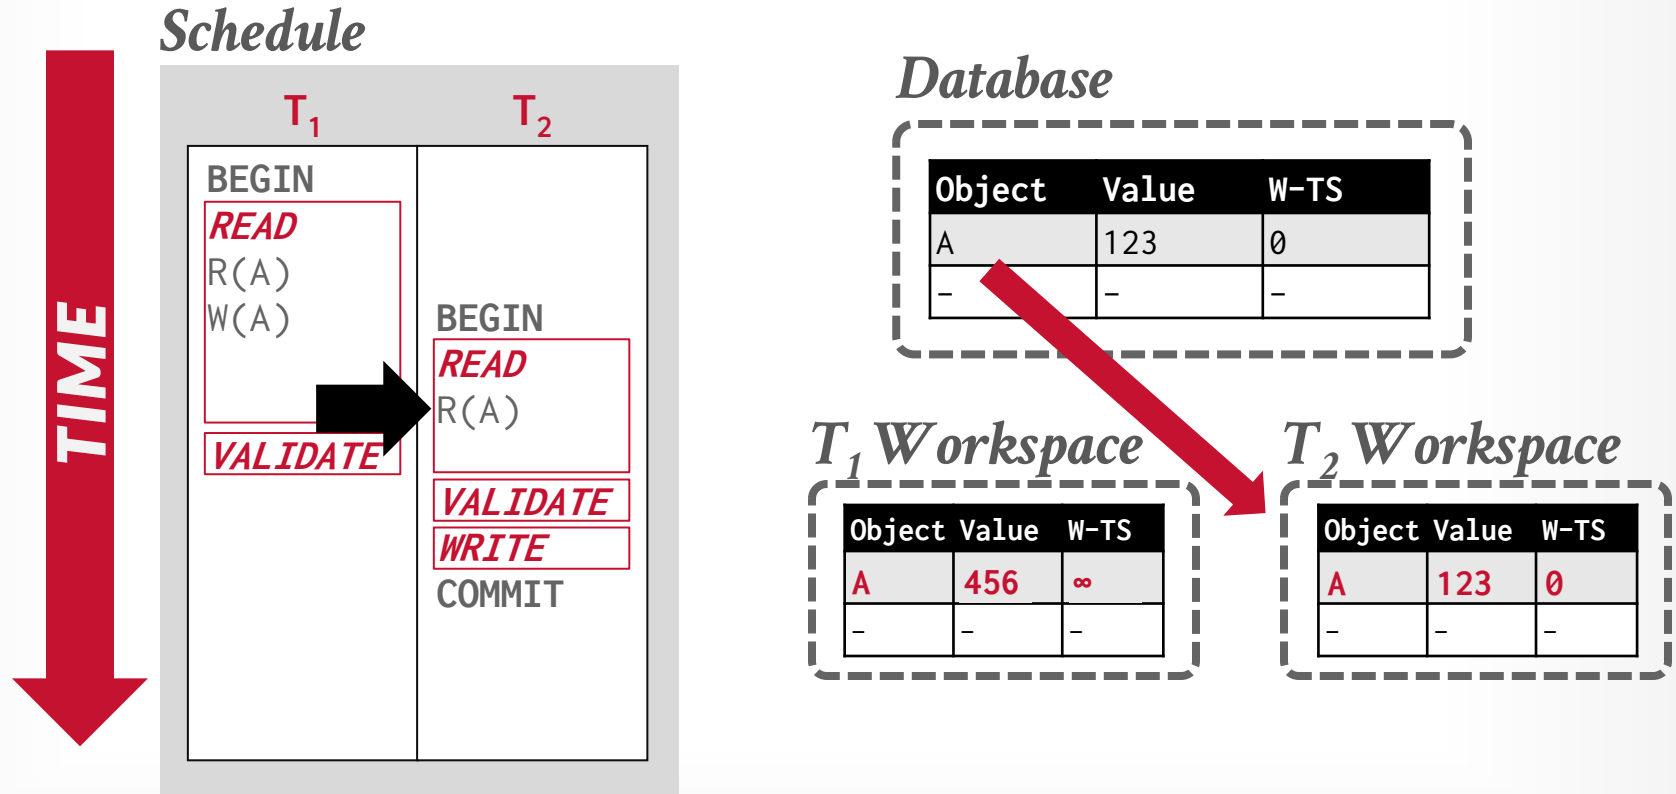 Schedule
TIME
T1 T2
BEGIN
READ
R(A)
W(A)
VALIDATE
BEGIN
READ
R(A)
VALIDATE
WRITE
COMMIT
Database
Object Value W-TS
A 123 0
- - -
T1 Workspace
Object Value W-TS
A 456 ∞
- - -
T2 Workspace
Object Value W-TS
A 123 0
- - -